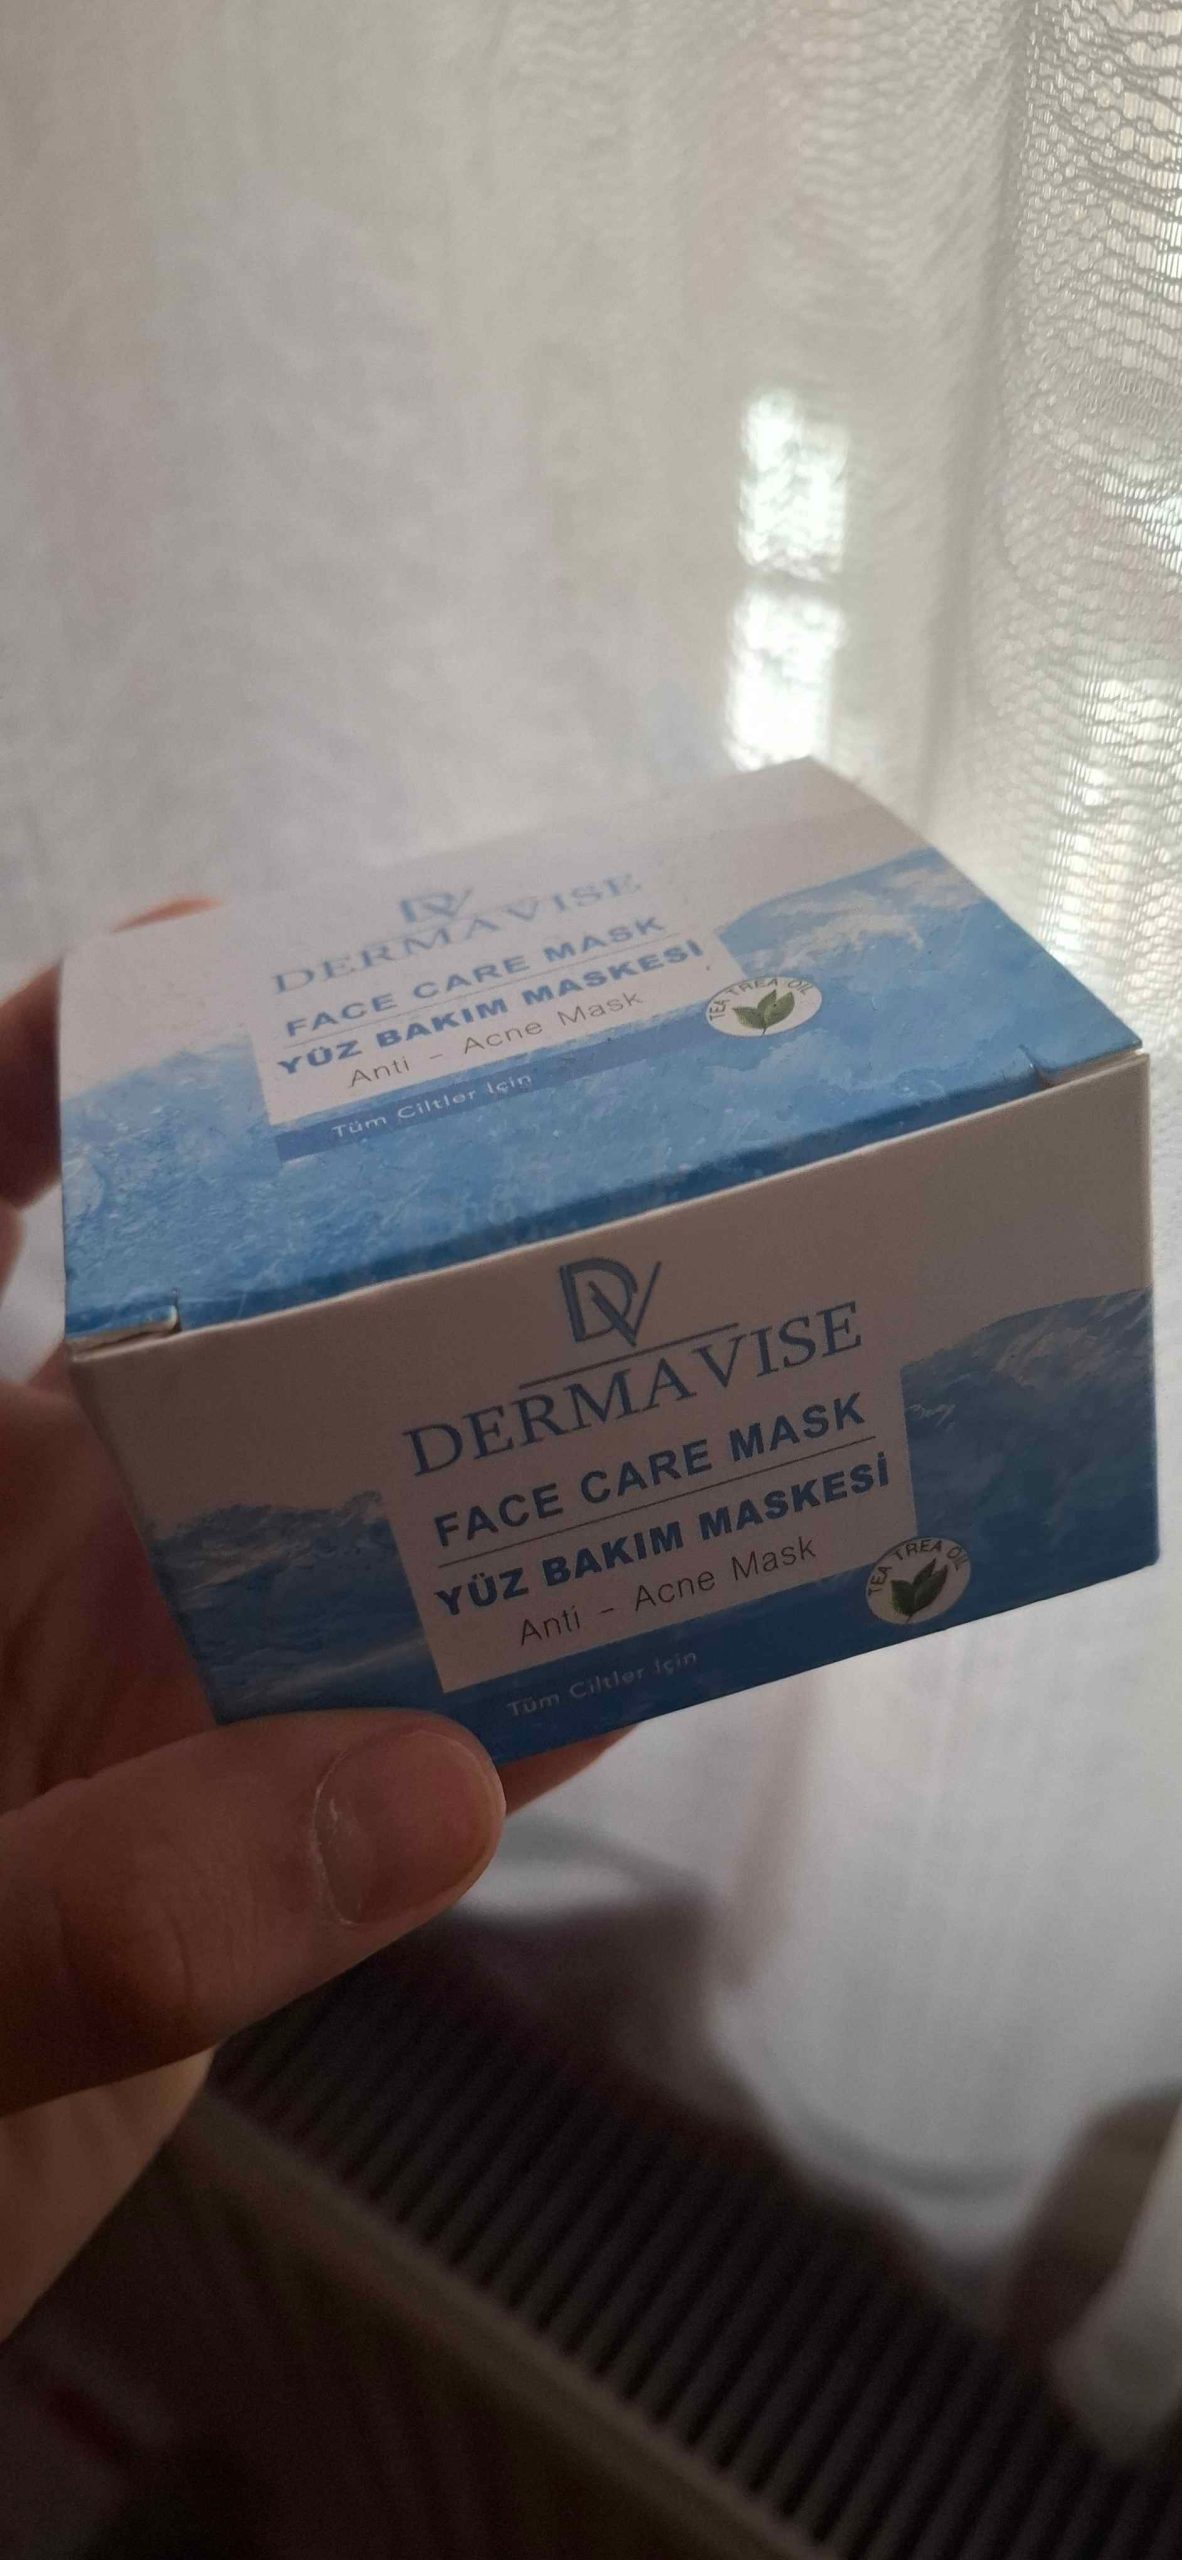 DV
DERMAVISE
FACE CARE MASK
YÜZ BAKIM MASKESİ
Anti - Acne Mask
Tüm Ciltler İçin
TEA TREA OIL
DV
DERMAVISE
FACE CARE MASK
YÜZ BAKIM MASKESİ
Anti - Acne Mask
Tüm Ciltler İçin
TEA TREA OIL